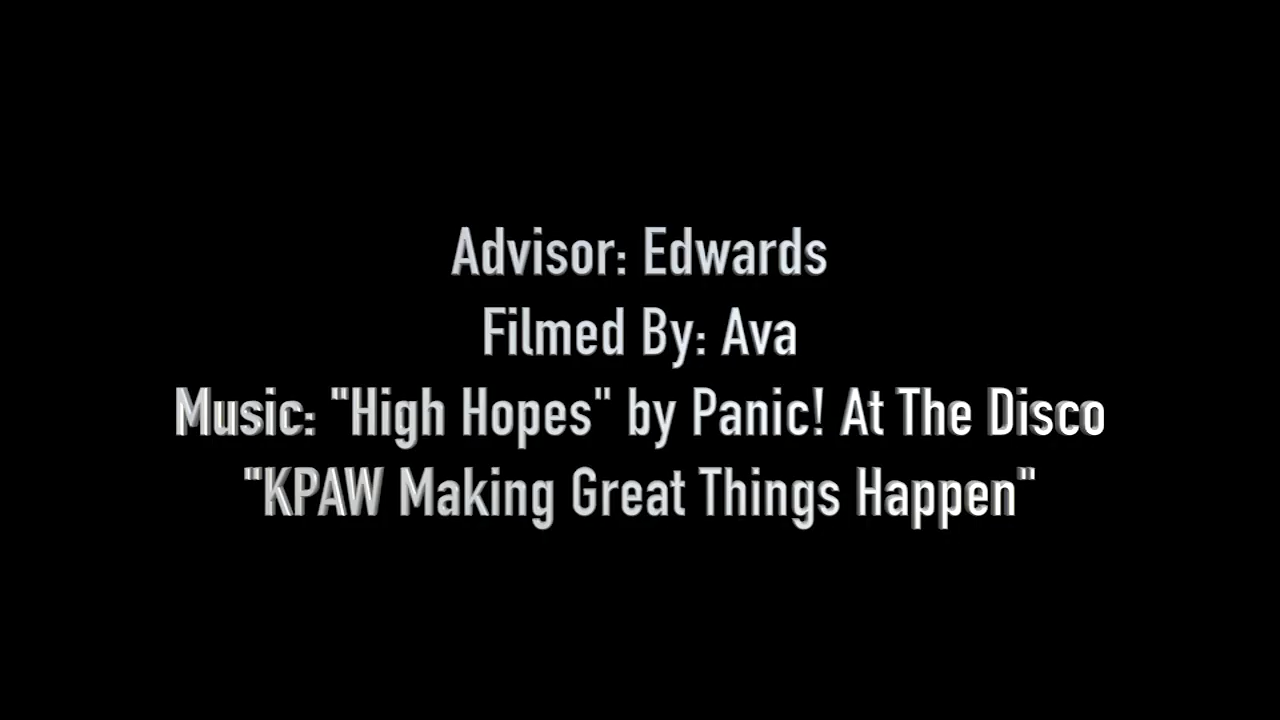 Advisor: Edwards
Filmed By: Ava
Music: "High Hopes" by Panic! At The Disco
"KPAW Making Great Things Happen"